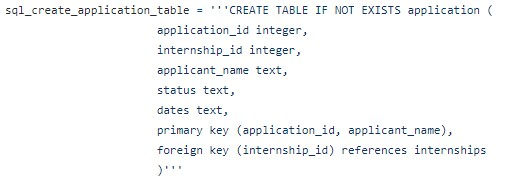 sql_create_application_table = '''CREATE TABLE IF NOT EXISTS application (
application_id integer,
internship_id integer,
applicant_name text,
status text,
dates text,
primary key (application_id, applicant_name),
foreign key (internship_id) references internships
)'''